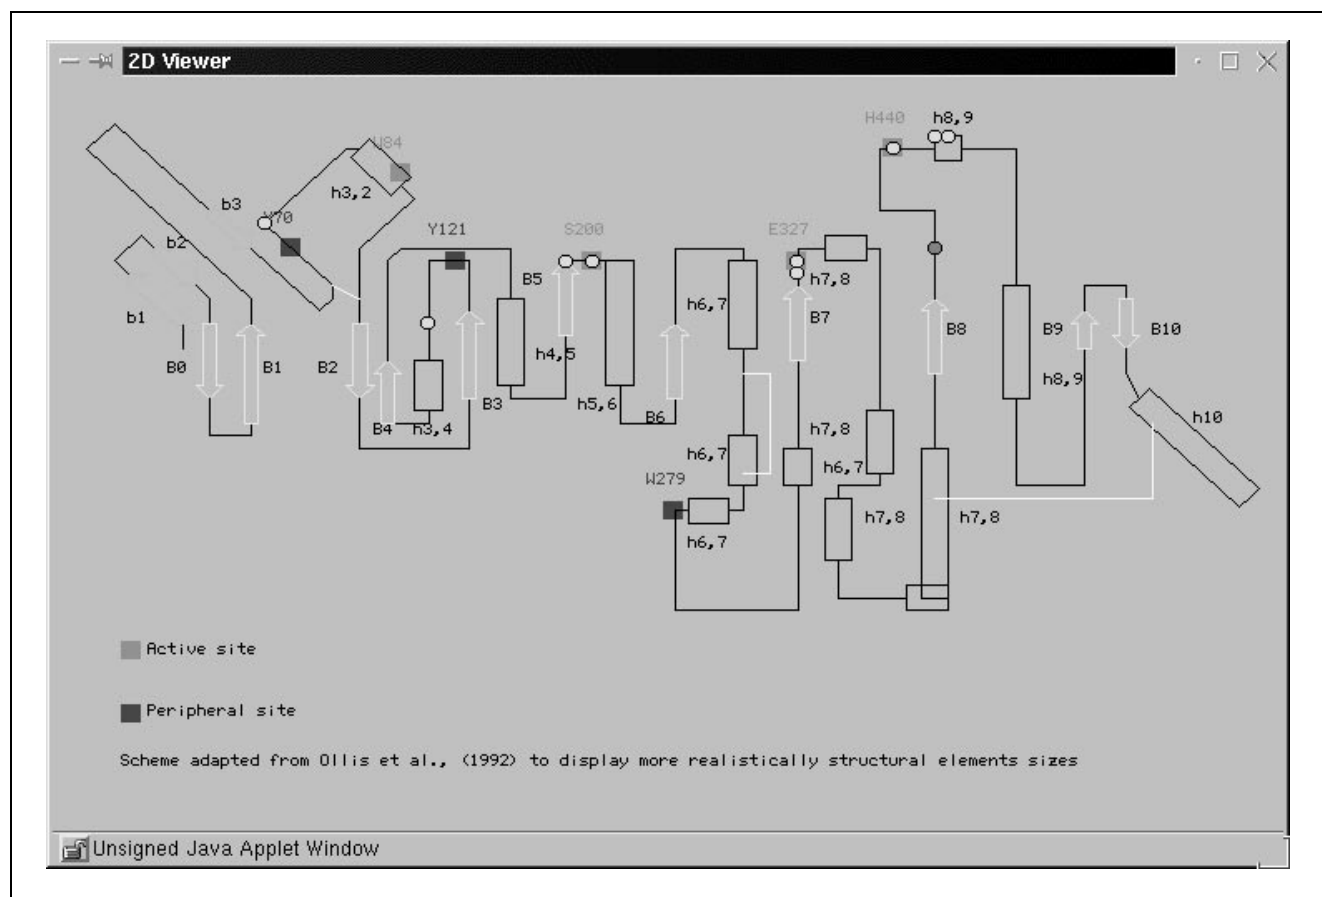 2D Viewer
H440 h8,9
W84
h3,2
b3
Y70
Y121
S200
E327
b2
B5
h7,8
h6,7
b1
B7
B8
B9
B10
h4,5
B0
B1
B2
h8,9
B3
h5,6
B6
h10
B4
h3,4
h7,8
h6,7
h6,7
W279
h7,8
h7,8
h6,7
Active site
Peripheral site
Scheme adapted from Ollis et al., (1992) to display more realistically structural elements sizes
Unsigned Java Applet Window